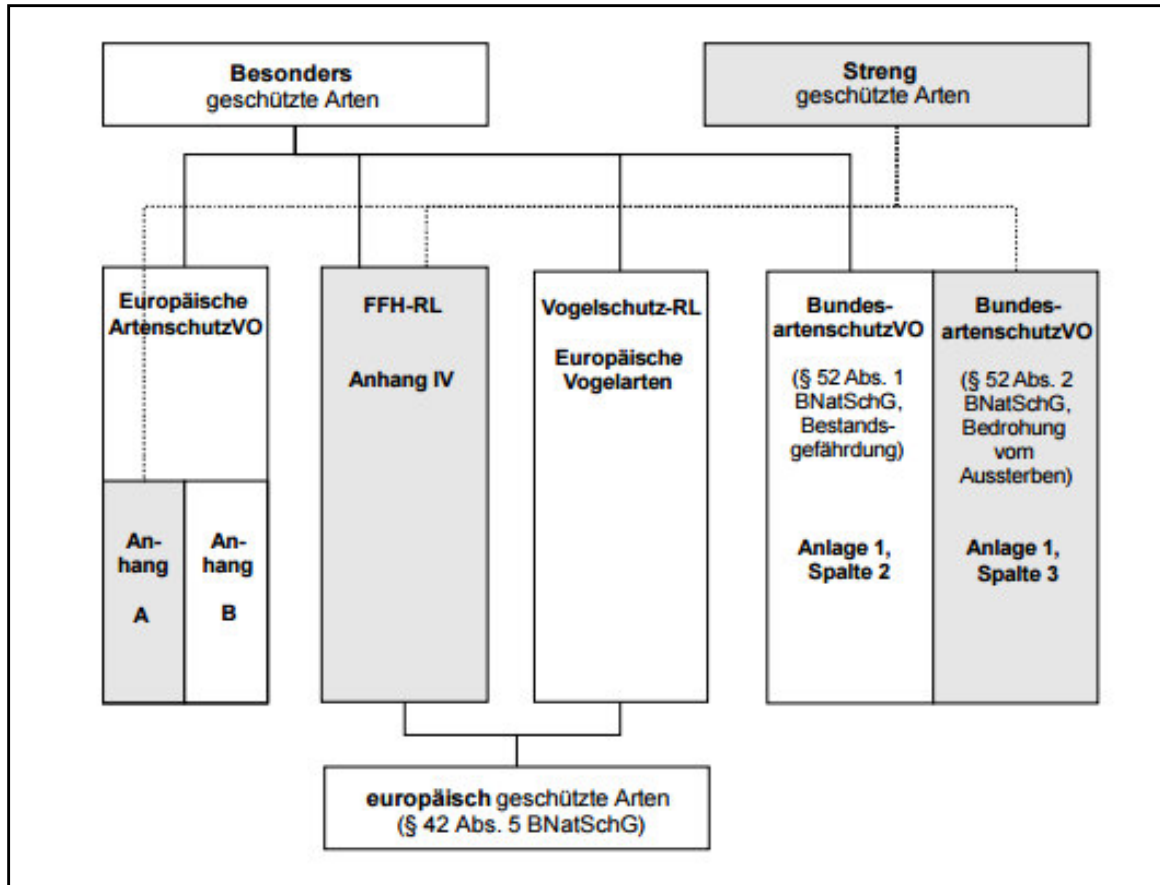 Besonders
geschützte Arten
Streng
geschützte Arten
Europäische
ArtenschutzVO
An-
hang
A
An-
hang
B
FFH-RL
Anhang IV
Vogelschutz-RL
Europäische
Vogelarten
Bundes-
artenschutzVO
(§ 52 Abs. 1
BNatSchG,
Bestands-
gefährdung)
Anlage 1,
Spalte 2
Bundes-
artenschutzVO
(§ 52 Abs. 2
BNatSchG,
Bedrohung
vom
Aussterben)
Anlage 1,
Spalte 3
europäisch geschützte Arten
(§ 42 Abs. 5 BNatSchG)